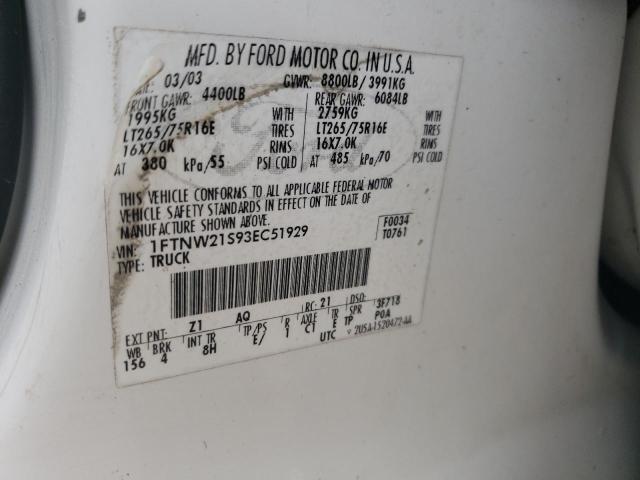 MFD. BY FORD MOTOR CO. IN U.S.A.
DATE: 03/03 GVWR: 8800LB/3991KG
FRONT GAWR: 4400LB REAR GAWR: 6084LB
1995KG WITH 2759KG WITH
LT265/75R16E TIRES LT265/75R16E TIRES
16X7.0K RIMS 16X7.0K RIMS
AT 380 kPa/55 PSI COLD AT 485 kPa/70 PSI COLD
THIS VEHICLE CONFORMS TO ALL APPLICABLE FEDERAL MOTOR
VEHICLE SAFETY STANDARDS IN EFFECT ON THE DATE OF
MANUFACTURE SHOWN ABOVE.
VIN: 1FTNW21S93EC51929 F0034
TYPE: TRUCK T0761
EXT PNT: Z1 AQ RC: 21 DSO: 3F718
WB BRK INT TR TP/PS R AXLE TR SPR
156 4 8H E/ 1 C1 E TP P0A
UTC